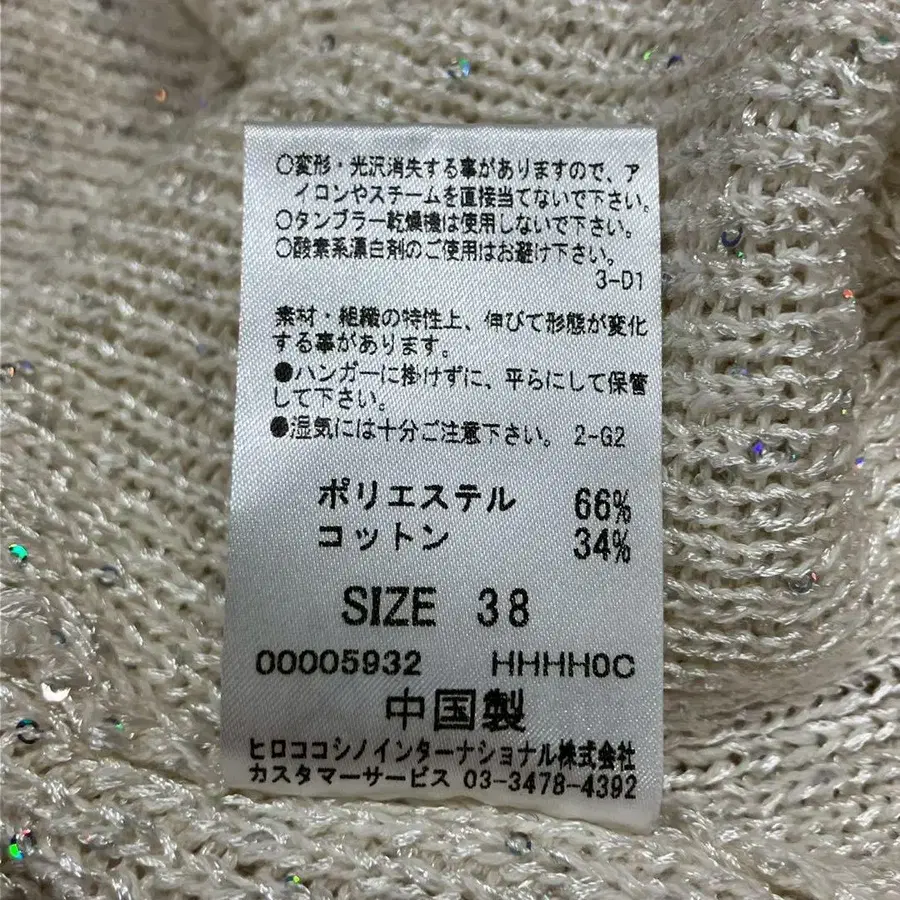 ○変形・光沢消失する事がありますので、ア
イロンやスチームを直接当てないで下さい。
○タンブラー乾燥機は使用しないで下さい。
○酸素系漂白剤のご使用はお避け下さい。
3-D1
素材・組織の特性上、伸びて形態が変化
する事があります。
●ハンガーに掛けずに、平らにして保管
して下さい。
●湿気には十分ご注意下さい。 2-G2
ポリエステル 66%
コットン 34%
SIZE 38
00005932 HHHH0C
中国製
ヒロココシノインターナショナル株式会社
カスタマーサービス 03-3478-4392